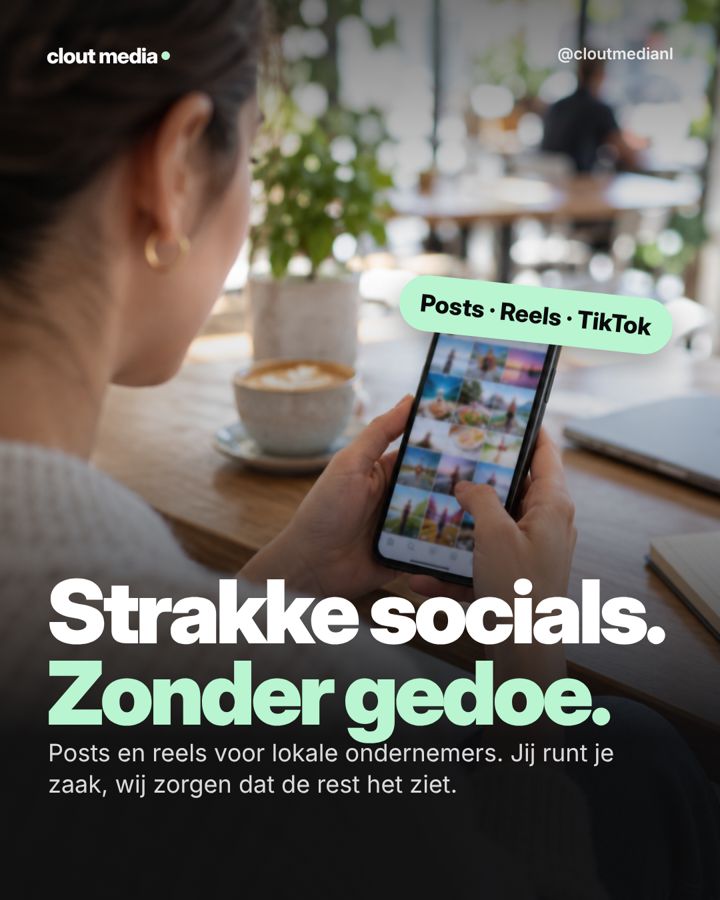 clout media
@cloutmedianl
Posts · Reels · TikTok
Strakke socials.
Zonder gedoe.
Posts en reels voor lokale ondernemers. Jij runt je
zaak, wij zorgen dat de rest het ziet.